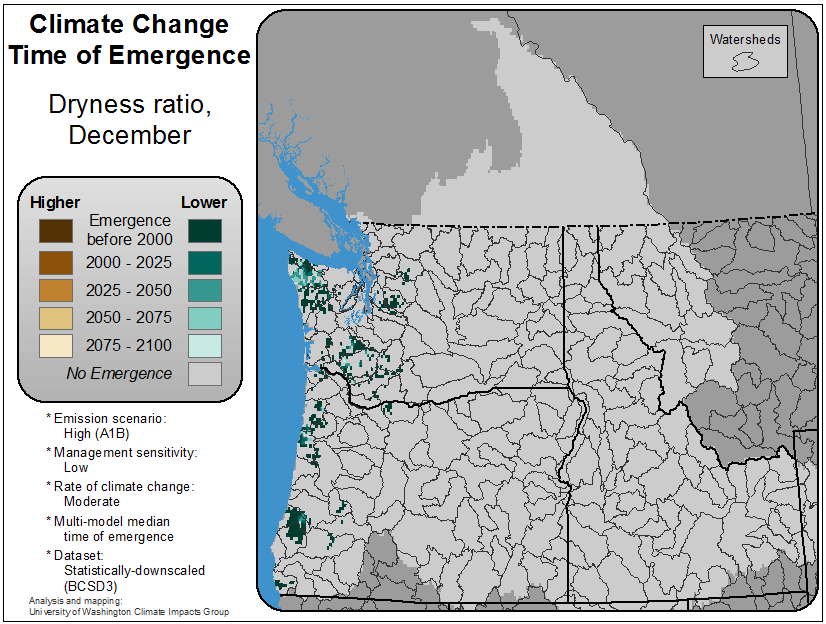 Climate Change
Time of Emergence
Dryness ratio,
December
Higher
Lower
Emergence
before 2000
2000 - 2025
2025 - 2050
2050 - 2075
2075 - 2100
No Emergence
* Emission scenario:
High (A1B)
* Management sensitivity:
Low
* Rate of climate change:
Moderate
* Multi-model median
time of emergence
* Dataset:
Statistically-downscaled
(BCSD3)
Analysis and mapping:
University of Washington Climate Impacts Group
Watersheds